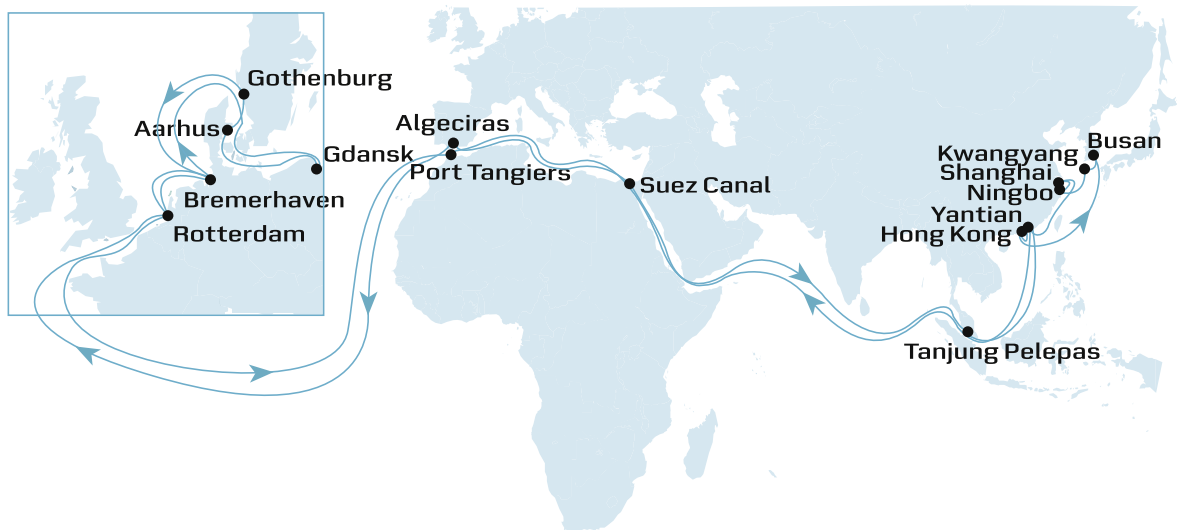 Gothenburg
Aarhus
Gdansk
Bremerhaven
Rotterdam
Algeciras
Port Tangiers
Suez Canal
Busan
Kwangyang
Shanghai
Ningbo
Yantian
Hong Kong
Tanjung Pelepas